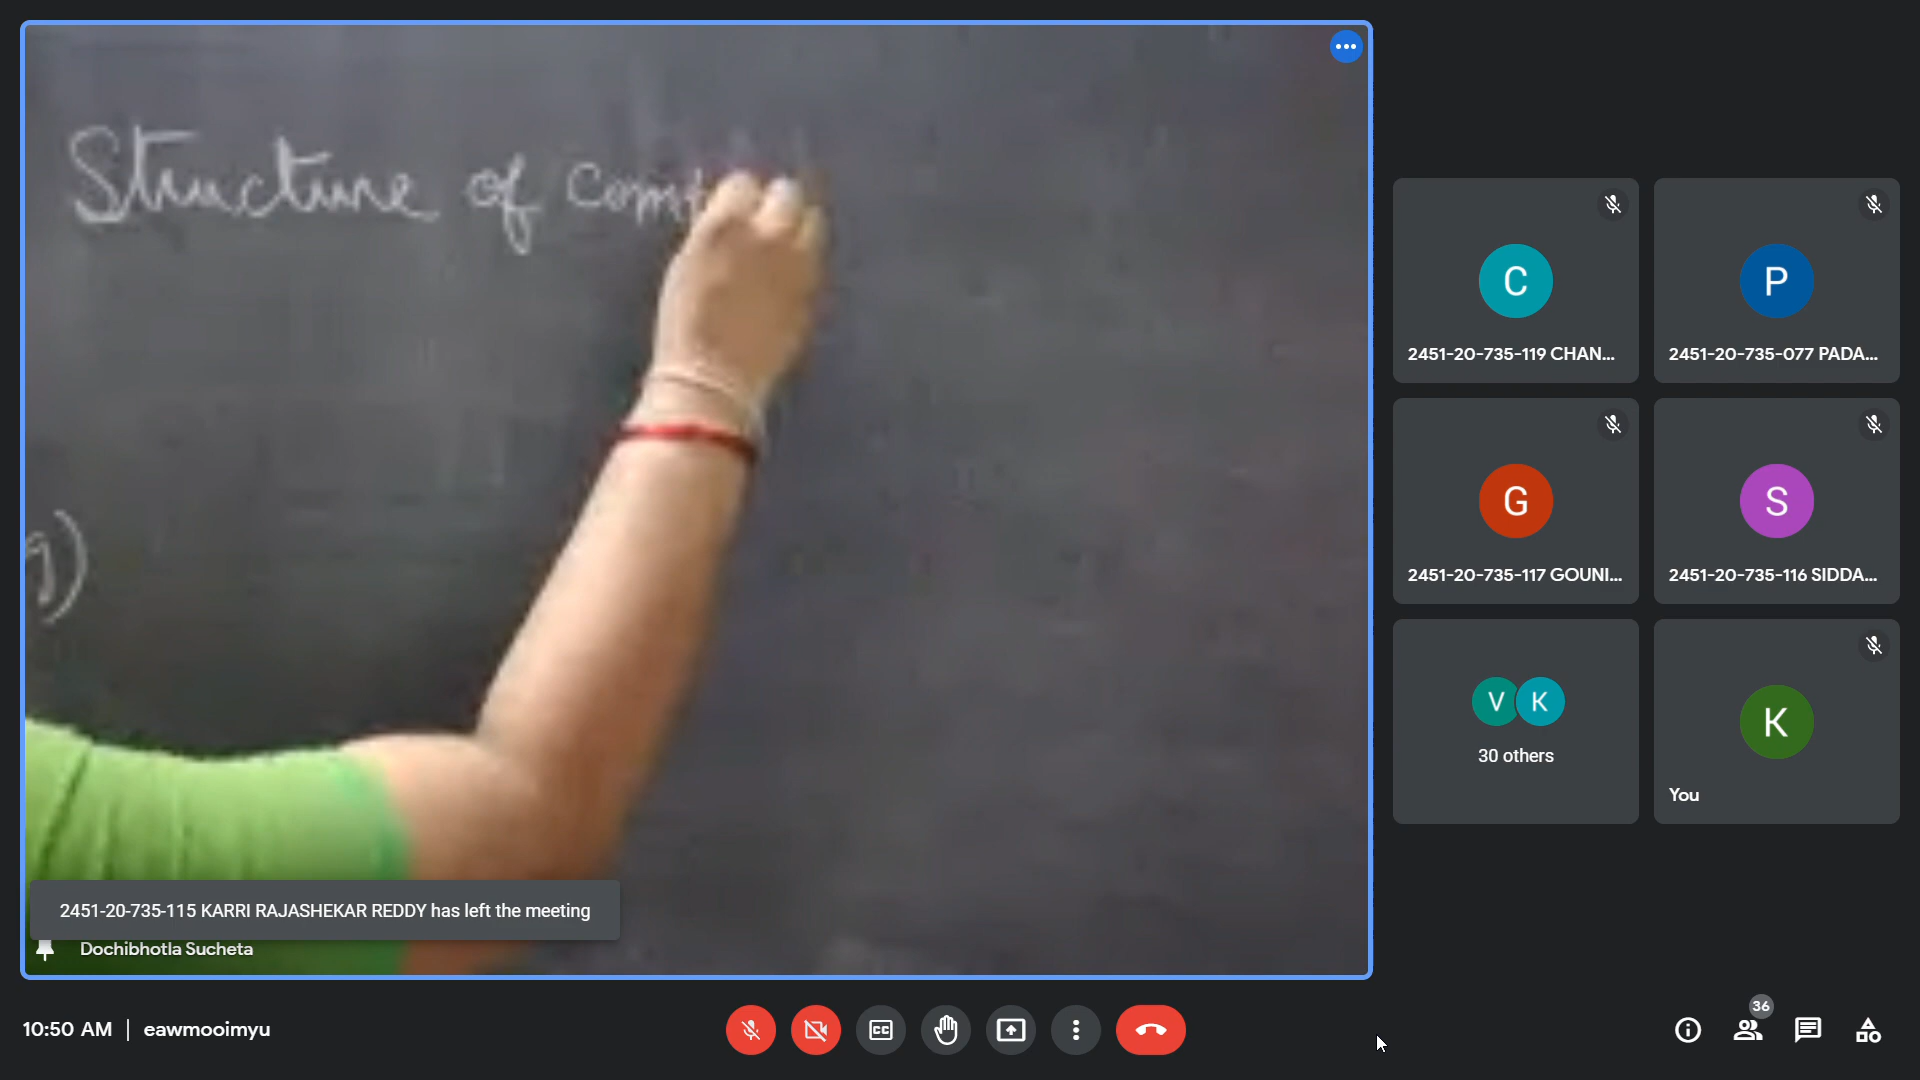 Structure of
g)
C
2451-20-735-119 CHAN...
P
2451-20-735-077 PADA...
G
2451-20-735-117 GOUNI...
S
2451-20-735-116 SIDDA...
V K
30 others
K
You
2451-20-735-115 KARRI RAJASHEKAR REDDY has left the meeting
Dochibhotla Sucheta
10:50 AM | eawmooimyu
CC
36